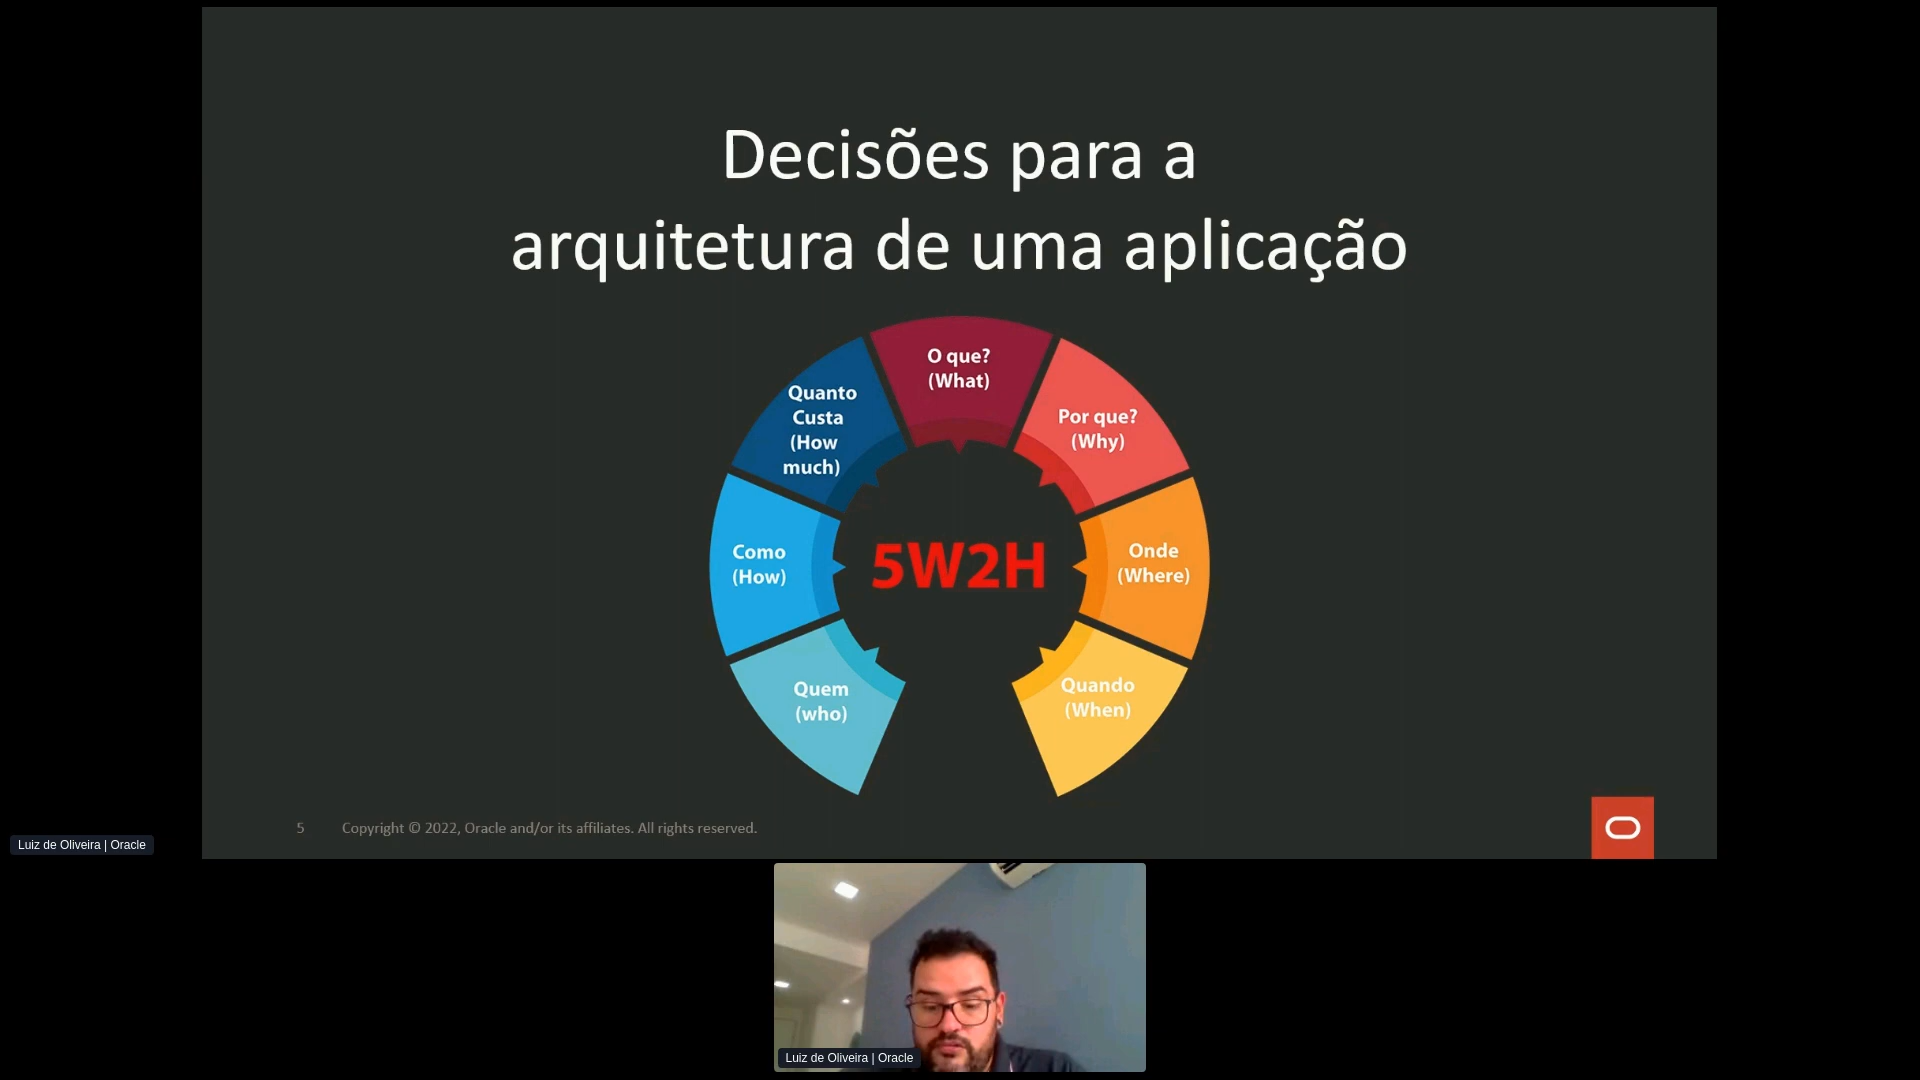 Decisões para a
arquitetura de uma aplicação
O que?
(What)
Por que?
(Why)
Onde
(Where)
Quando
(When)
Quanto
Custa
(How
much)
Como
(How)
Quem
(who)
5W2H
5 Copyright © 2022, Oracle and/or its affiliates. All rights reserved.
Luiz de Oliveira | Oracle
Luiz de Oliveira | Oracle